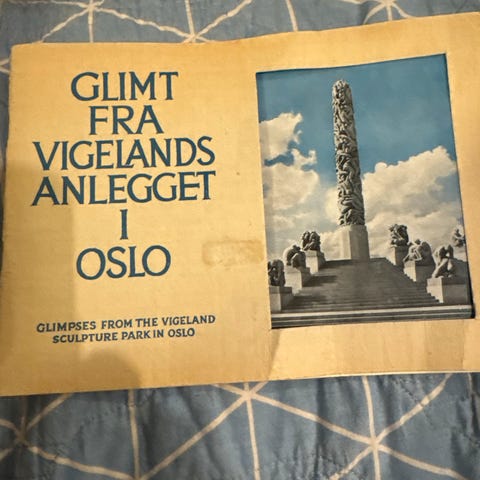 GLIMT
FRA
VIGELANDS
ANLEGGET
I
OSLO
GLIMPSES FROM THE VIGELAND
SCULPTURE PARK IN OSLO